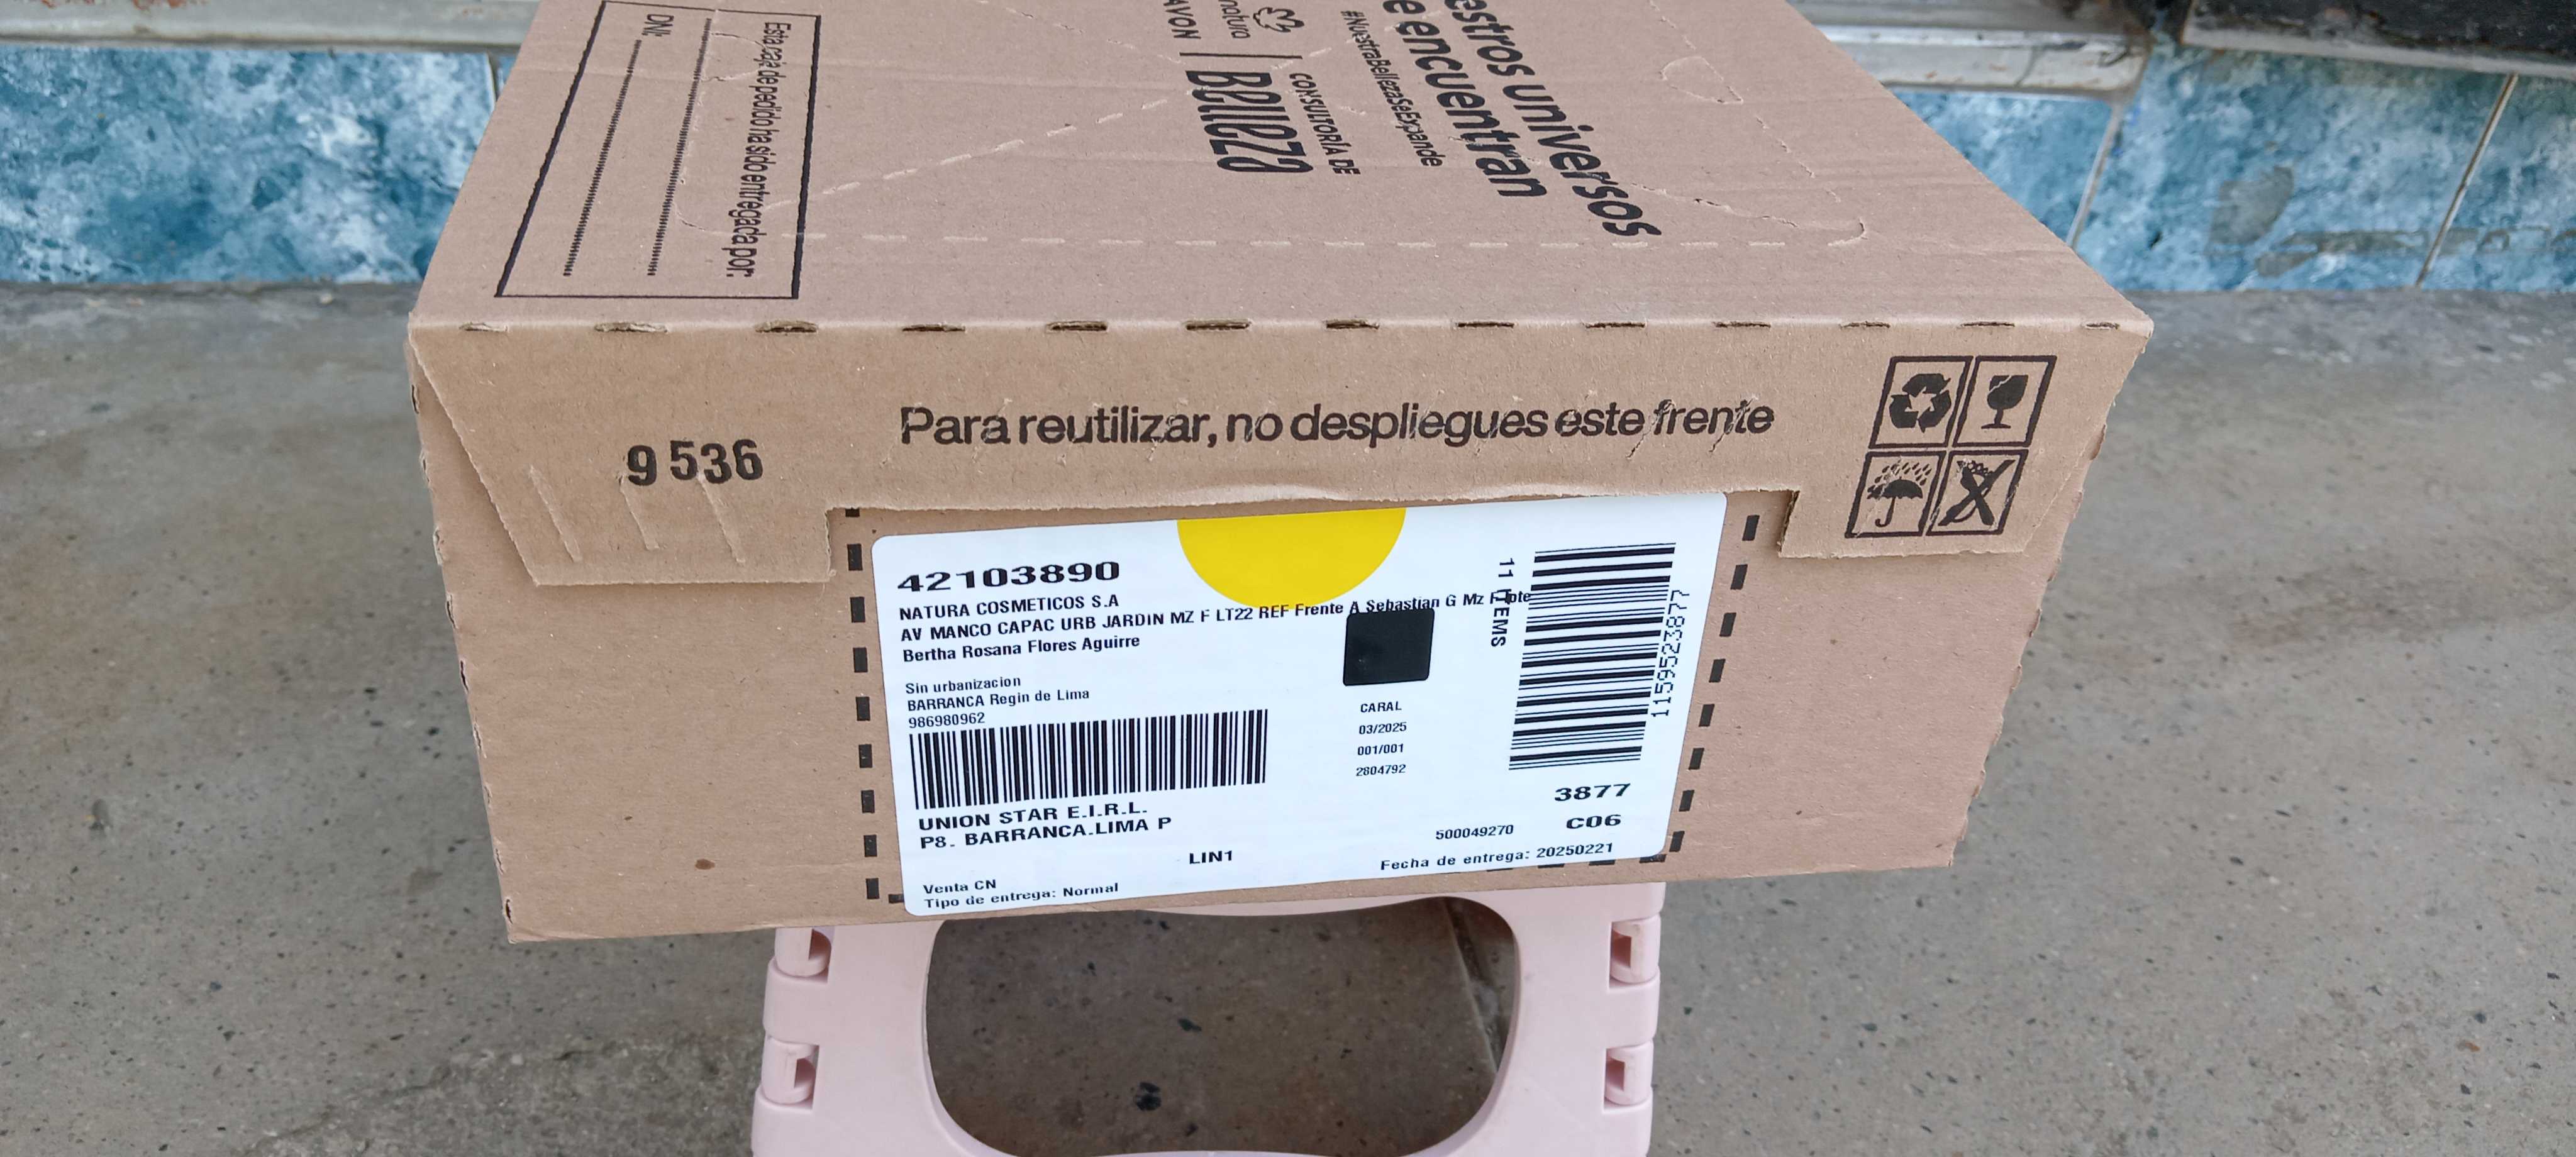 Esta caja de pedido ha sido entregada por:
DNI:
AVON
natura
CONSULTORÍA DE
Belleza
estros universos
e encuentran
#NuestraBellezaSeExpande
Para reutilizar, no despliegues este frente
9 536
42103890
NATURA COSMETICOS S.A
AV MANCO CAPAC URB JARDIN MZ F LT22 REF Frente A Sebastian G Mz
Bertha Rosana Flores Aguirre
Sin urbanizacion
BARRANCA Regin de Lima
986980962
UNION STAR E.I.R.L.
P8. BARRANCA.LIMA P
LIN1
Venta CN
Tipo de entrega: Normal
CARAL
03/2025
001/001
2804792
11 ITEMS
1159523877
3877
C06
500049270
Fecha de entrega: 20250221